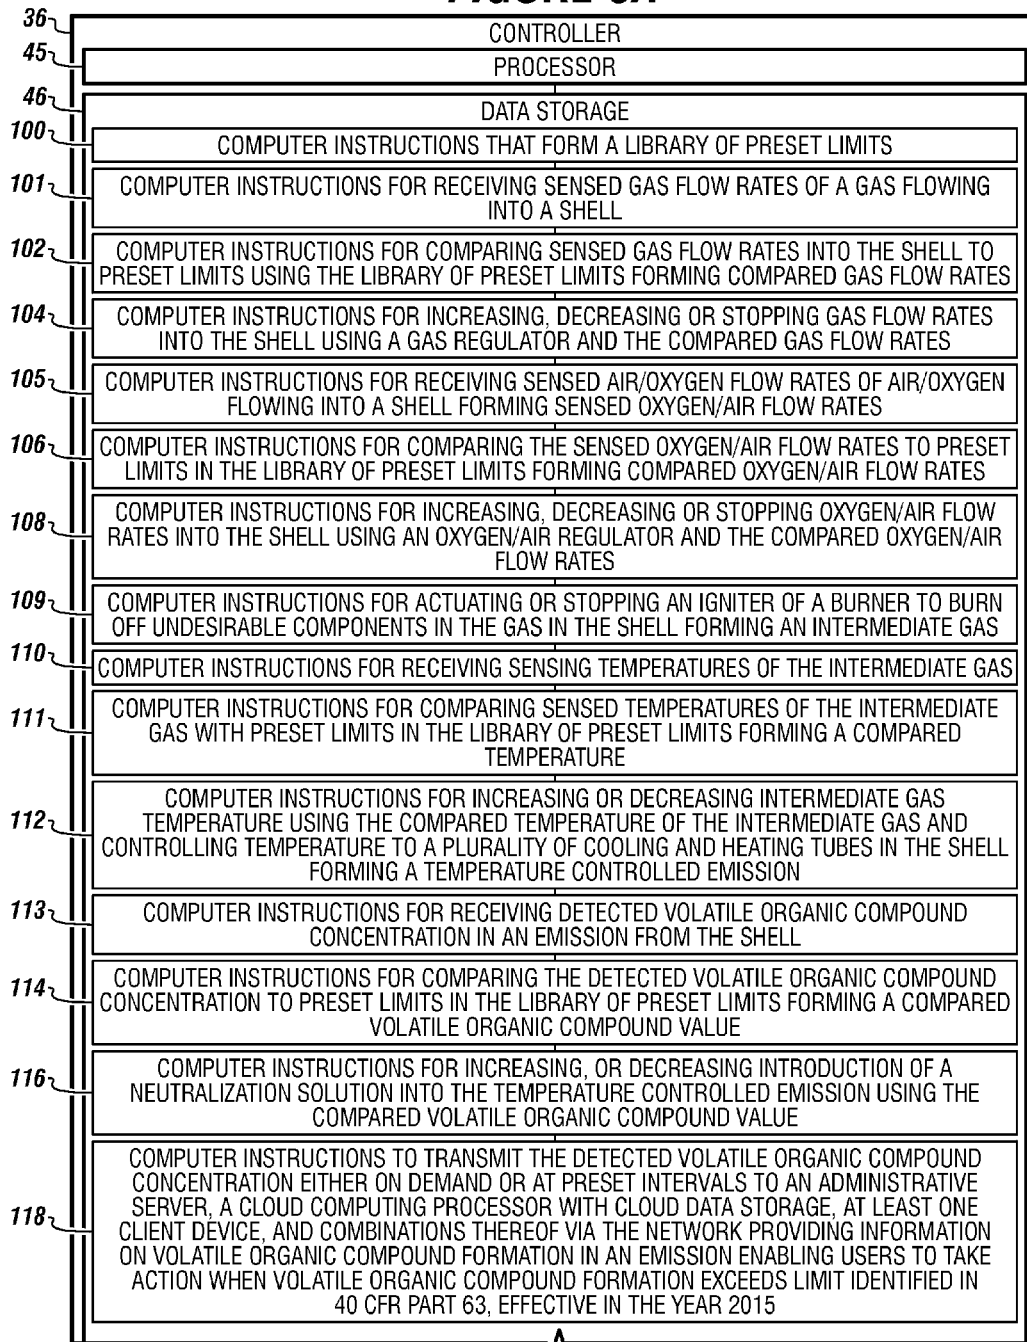 36
CONTROLLER
45
PROCESSOR
46
DATA STORAGE
100
COMPUTER INSTRUCTIONS THAT FORM A LIBRARY OF PRESET LIMITS
101
COMPUTER INSTRUCTIONS FOR RECEIVING SENSED GAS FLOW RATES OF A GAS FLOWING
INTO A SHELL
102
COMPUTER INSTRUCTIONS FOR COMPARING SENSED GAS FLOW RATES INTO THE SHELL TO
PRESET LIMITS USING THE LIBRARY OF PRESET LIMITS FORMING COMPARED GAS FLOW RATES
104
COMPUTER INSTRUCTIONS FOR INCREASING, DECREASING OR STOPPING GAS FLOW RATES
INTO THE SHELL USING A GAS REGULATOR AND THE COMPARED GAS FLOW RATES
105
COMPUTER INSTRUCTIONS FOR RECEIVING SENSED AIR/OXYGEN FLOW RATES OF AIR/OXYGEN
FLOWING INTO A SHELL FORMING SENSED OXYGEN/AIR FLOW RATES
106
COMPUTER INSTRUCTIONS FOR COMPARING THE SENSED OXYGEN/AIR FLOW RATES TO PRESET
LIMITS IN THE LIBRARY OF PRESET LIMITS FORMING COMPARED OXYGEN/AIR FLOW RATES
108
COMPUTER INSTRUCTIONS FOR INCREASING, DECREASING OR STOPPING OXYGEN/AIR FLOW
RATES INTO THE SHELL USING AN OXYGEN/AIR REGULATOR AND THE COMPARED OXYGEN/AIR
FLOW RATES
109
COMPUTER INSTRUCTIONS FOR ACTUATING OR STOPPING AN IGNITER OF A BURNER TO BURN
OFF UNDESIRABLE COMPONENTS IN THE GAS IN THE SHELL FORMING AN INTERMEDIATE GAS
110
COMPUTER INSTRUCTIONS FOR RECEIVING SENSING TEMPERATURES OF THE INTERMEDIATE GAS
111
COMPUTER INSTRUCTIONS FOR COMPARING SENSED TEMPERATURES OF THE INTERMEDIATE
GAS WITH PRESET LIMITS IN THE LIBRARY OF PRESET LIMITS FORMING A COMPARED
TEMPERATURE
112
COMPUTER INSTRUCTIONS FOR INCREASING OR DECREASING INTERMEDIATE GAS
TEMPERATURE USING THE COMPARED TEMPERATURE OF THE INTERMEDIATE GAS AND
CONTROLLING TEMPERATURE TO A PLURALITY OF COOLING AND HEATING TUBES IN THE SHELL
FORMING A TEMPERATURE CONTROLLED EMISSION
113
COMPUTER INSTRUCTIONS FOR RECEIVING DETECTED VOLATILE ORGANIC COMPOUND
CONCENTRATION IN AN EMISSION FROM THE SHELL
114
COMPUTER INSTRUCTIONS FOR COMPARING THE DETECTED VOLATILE ORGANIC COMPOUND
CONCENTRATION TO PRESET LIMITS IN THE LIBRARY OF PRESET LIMITS FORMING A COMPARED
VOLATILE ORGANIC COMPOUND VALUE
116
COMPUTER INSTRUCTIONS FOR INCREASING, OR DECREASING INTRODUCTION OF A
NEUTRALIZATION SOLUTION INTO THE TEMPERATURE CONTROLLED EMISSION USING THE
COMPARED VOLATILE ORGANIC COMPOUND VALUE
118
COMPUTER INSTRUCTIONS TO TRANSMIT THE DETECTED VOLATILE ORGANIC COMPOUND
CONCENTRATION EITHER ON DEMAND OR AT PRESET INTERVALS TO AN ADMINISTRATIVE
SERVER, A CLOUD COMPUTING PROCESSOR WITH CLOUD DATA STORAGE, AT LEAST ONE
CLIENT DEVICE, AND COMBINATIONS THEREOF VIA THE NETWORK PROVIDING INFORMATION
ON VOLATILE ORGANIC COMPOUND FORMATION IN AN EMISSION ENABLING USERS TO TAKE
ACTION WHEN VOLATILE ORGANIC COMPOUND FORMATION EXCEEDS LIMIT IDENTIFIED IN
40 CFR PART 63, EFFECTIVE IN THE YEAR 2015